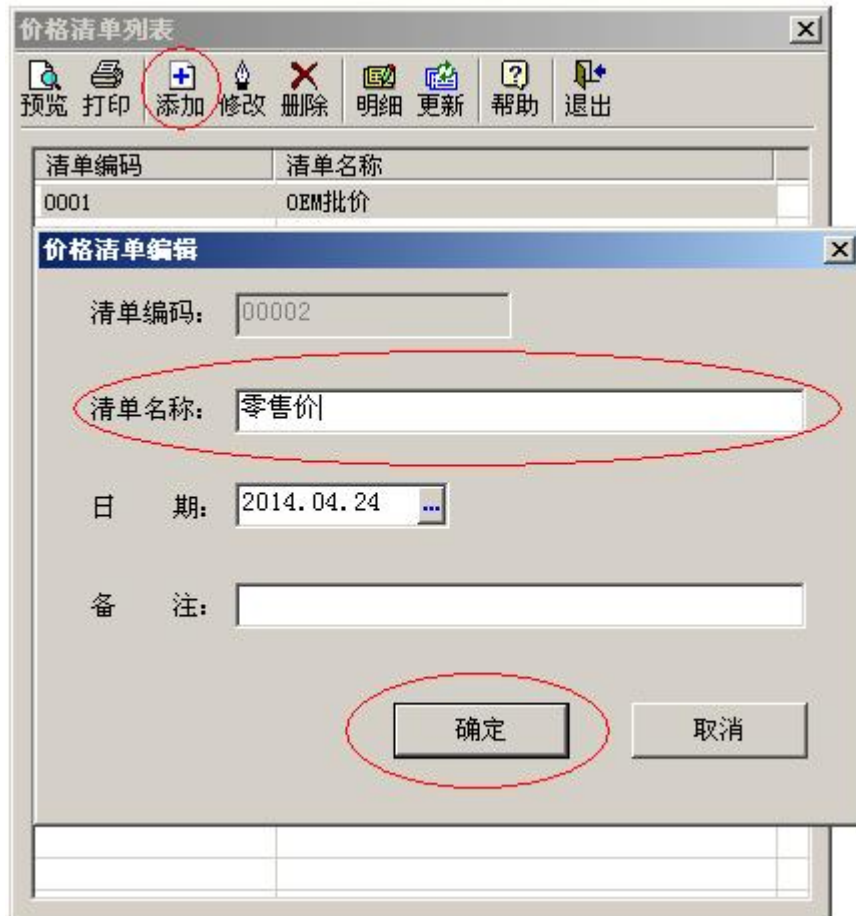 价格清单列表
预览 打印 添加 修改 删除 明细 更新 帮助 退出
清单编码 清单名称
0001 OEM批价
价格清单编辑
清单编码: 00002
清单名称: 零售价
日 期: 2014.04.24 ...
备 注:
确定 取消